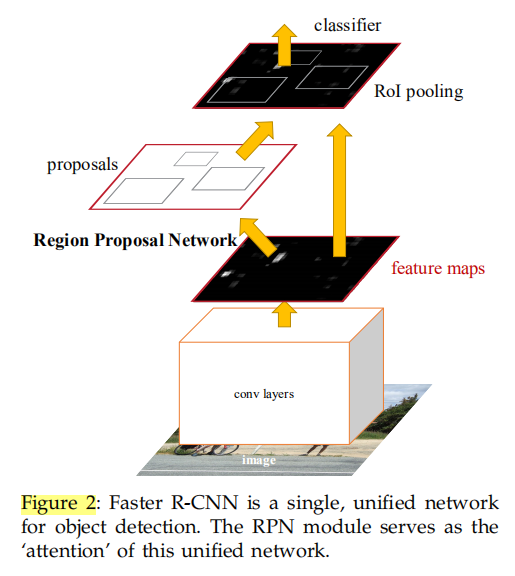 classifier
RoI pooling
proposals
Region Proposal Network
feature maps
conv layers
image
Figure 2: Faster R-CNN is a single, unified network
for object detection. The RPN module serves as the
‘attention’ of this unified network.